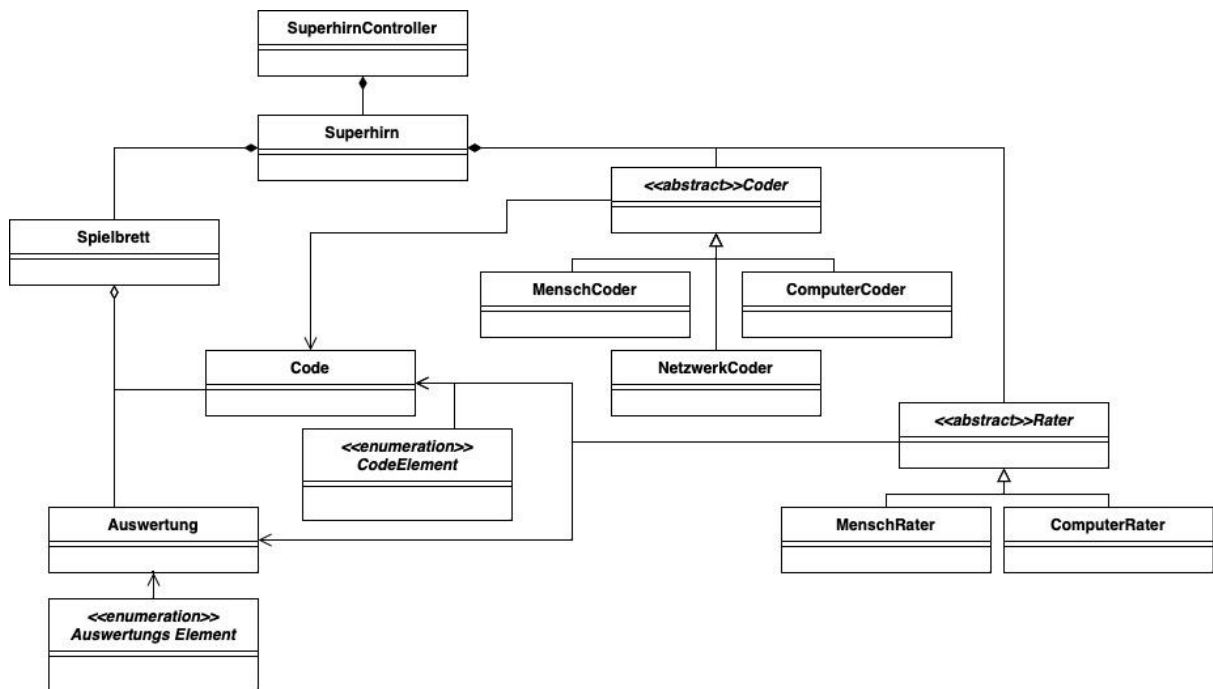 SuperhirnController
Superhirn
<<abstract>>Coder
Spielbrett
MenschCoder
ComputerCoder
Code
NetzwerkCoder
<<abstract>>Rater
<<enumeration>>
CodeElement
Auswertung
MenschRater
ComputerRater
<<enumeration>>
Auswertungs Element